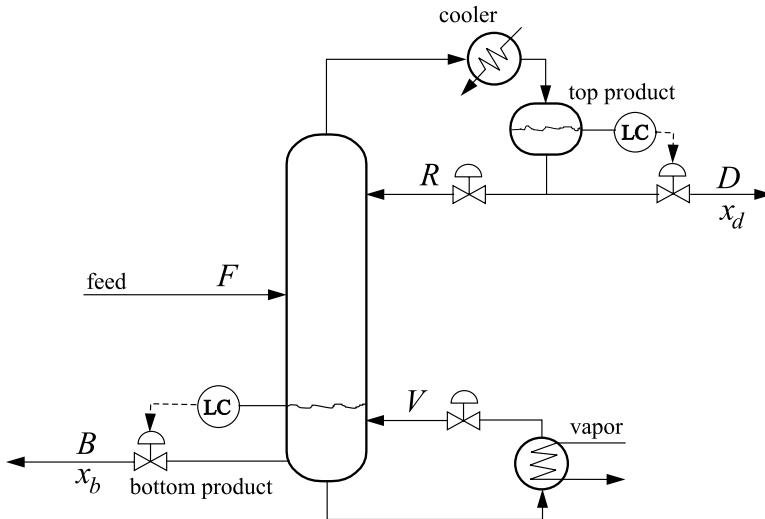 cooler
top product
LC
R
D
x_d
feed
F
LC
V
vapor
B
x_b
bottom product